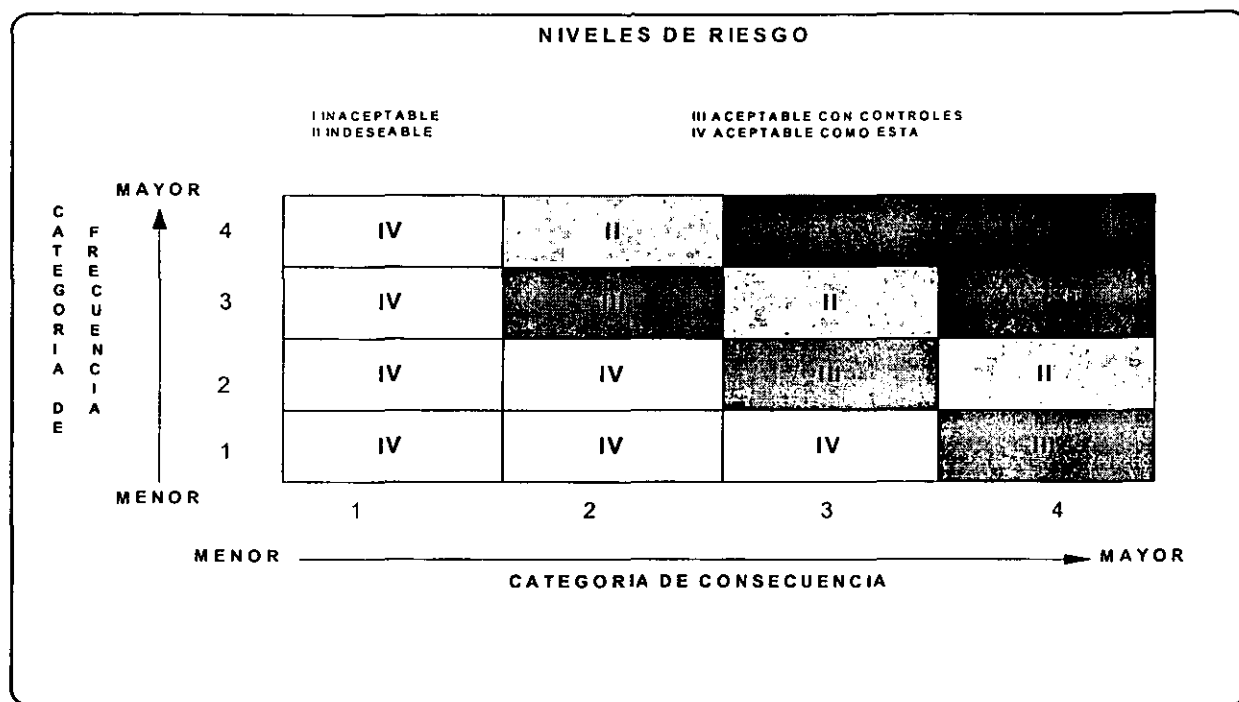 NIVELES DE RIESGO
I INACEPTABLE
II INDESEABLE
III ACEPTABLE CON CONTROLES
IV ACEPTABLE COMO ESTA
CATEGORIA DE
FRECUENCIA
MAYOR
4 IV II
3 IV III II
2 IV IV III II
1 IV IV IV III
MENOR
1 2 3 4
MENOR MAYOR
CATEGORIA DE CONSECUENCIA